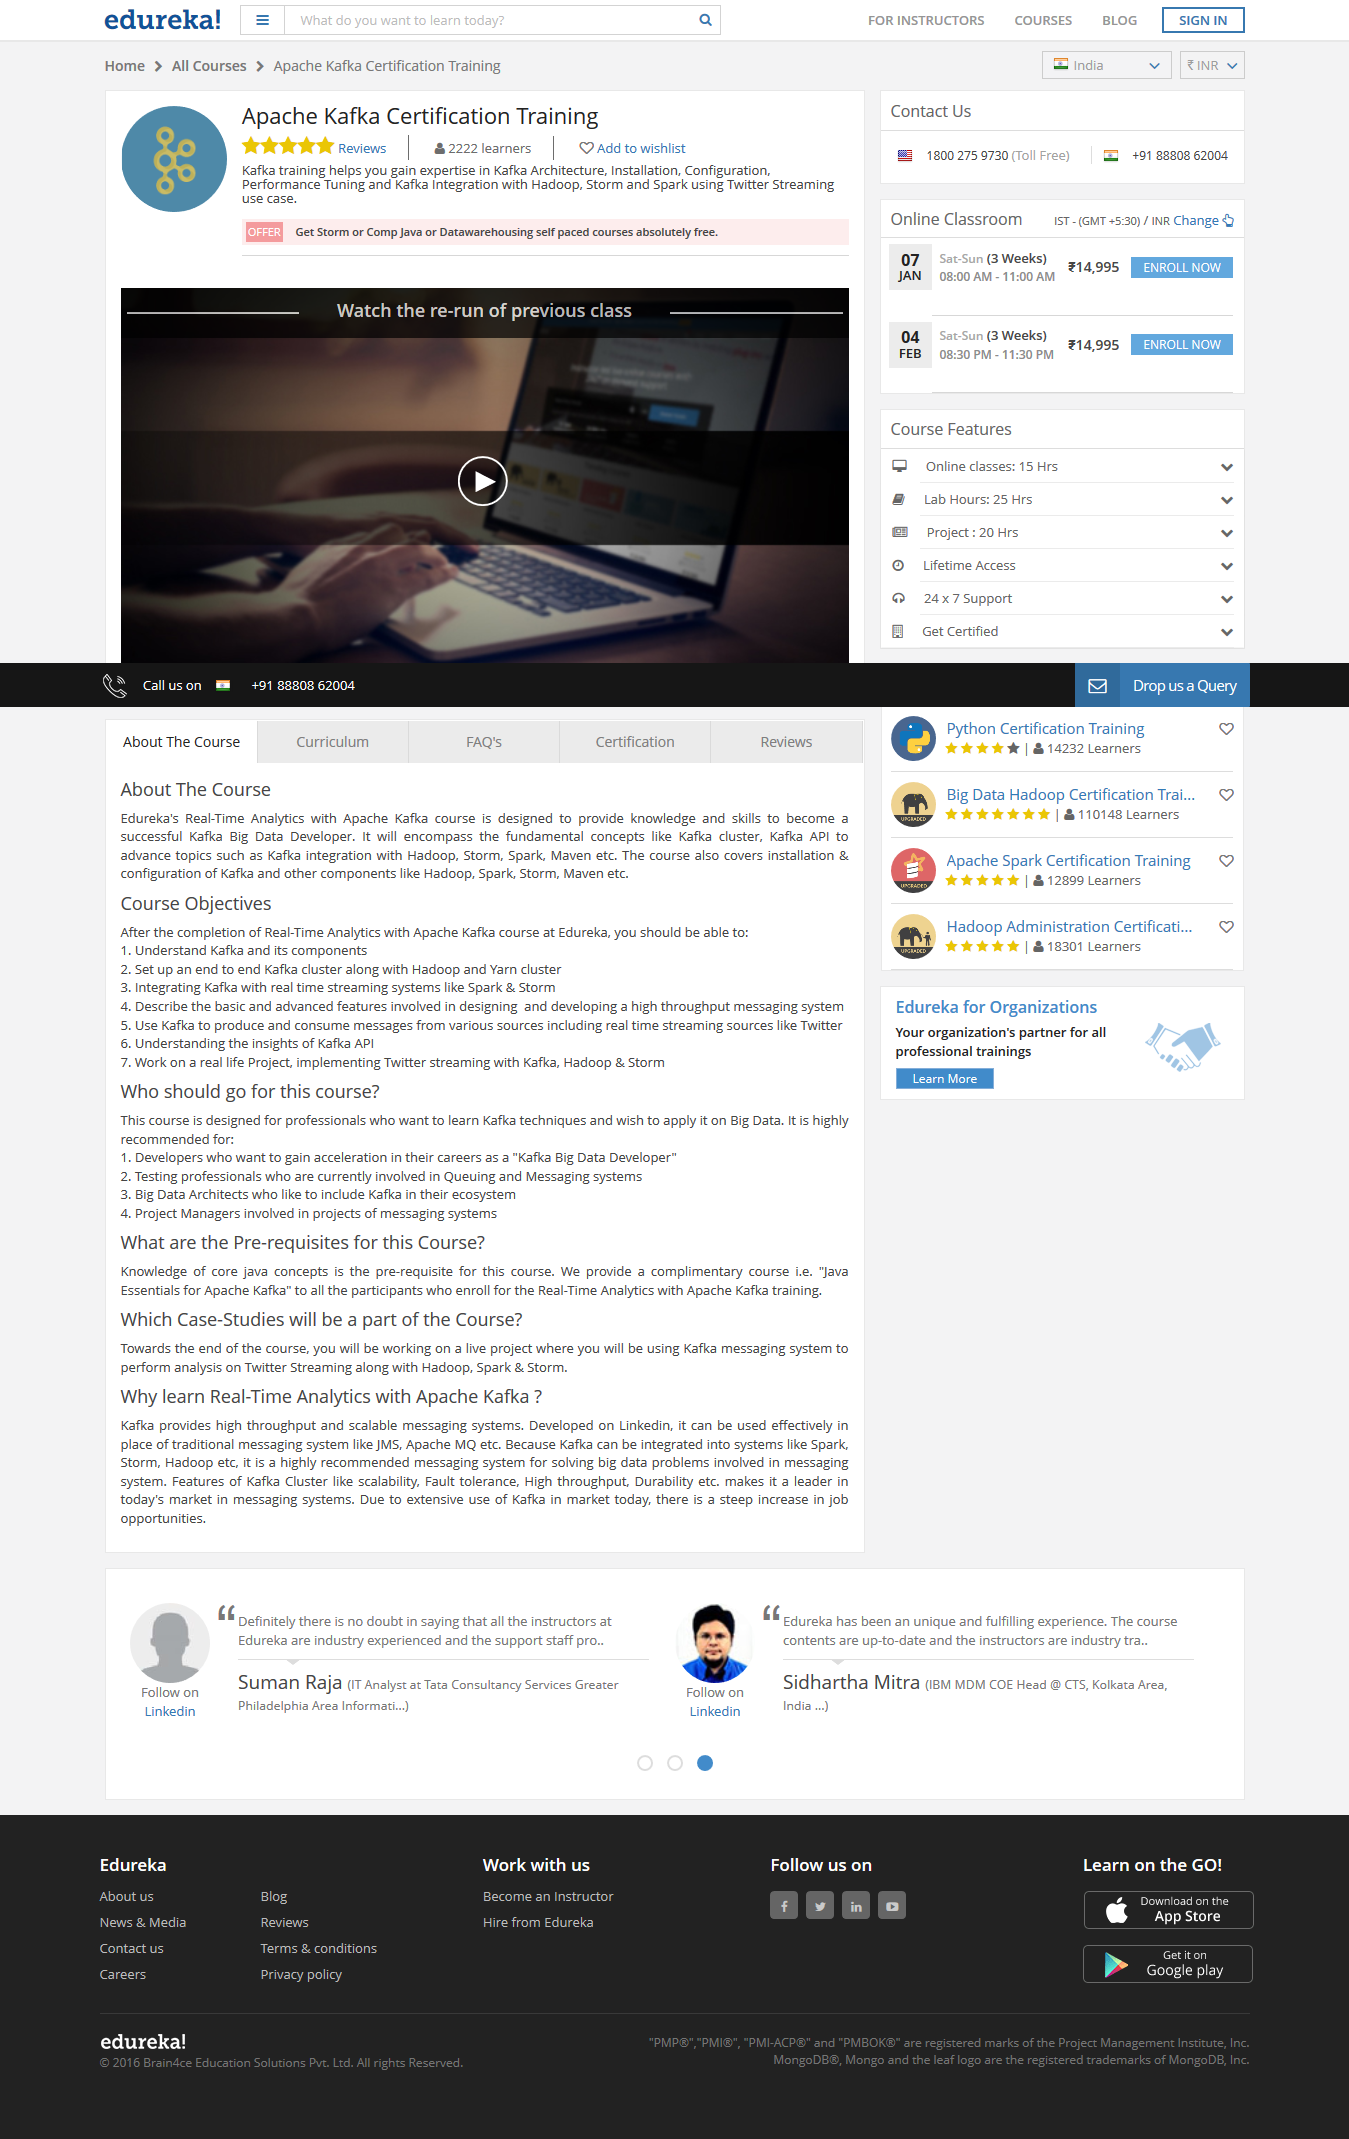 edureka!
What do you want to learn today?
FOR INSTRUCTORS
COURSES
BLOG
SIGN IN
Home
All Courses
Apache Kafka Certification Training
India
₹ INR
Apache Kafka Certification Training
Reviews
2222 learners
Add to wishlist
Kafka training helps you gain expertise in Kafka Architecture, Installation, Configuration,
Performance Tuning and Kafka Integration with Hadoop, Storm and Spark using Twitter Streaming
use case.
OFFER Get Storm or Comp Java or Datawarehousing self paced courses absolutely free.
Watch the re-run of previous class
Contact Us
1800 275 9730 (Toll Free)
+91 88808 62004
Online Classroom
IST - (GMT +5:30) / INR Change
07
JAN
Sat-Sun (3 Weeks)
08:00 AM - 11:00 AM
₹14,995
ENROLL NOW
04
FEB
Sat-Sun (3 Weeks)
08:30 PM - 11:30 PM
₹14,995
ENROLL NOW
Course Features
Online classes: 15 Hrs
Lab Hours: 25 Hrs
Project : 20 Hrs
Lifetime Access
24 x 7 Support
Get Certified
Call us on
+91 88808 62004
Drop us a Query
About The Course
Curriculum
FAQ's
Certification
Reviews
About The Course
Edureka's Real-Time Analytics with Apache Kafka course is designed to provide knowledge and skills to become a
successful Kafka Big Data Developer. It will encompass the fundamental concepts like Kafka cluster, Kafka API to
advance topics such as Kafka integration with Hadoop, Storm, Spark, Maven etc. The course also covers installation &
configuration of Kafka and other components like Hadoop, Spark, Storm, Maven etc.
Course Objectives
After the completion of Real-Time Analytics with Apache Kafka course at Edureka, you should be able to:
1. Understand Kafka and its components
2. Set up an end to end Kafka cluster along with Hadoop and Yarn cluster
3. Integrating Kafka with real time streaming systems like Spark & Storm
4. Describe the basic and advanced features involved in designing and developing a high throughput messaging system
5. Use Kafka to produce and consume messages from various sources including real time streaming sources like Twitter
6. Understanding the insights of Kafka API
7. Work on a real life Project, implementing Twitter streaming with Kafka, Hadoop & Storm
Who should go for this course?
This course is designed for professionals who want to learn Kafka techniques and wish to apply it on Big Data. It is highly
recommended for:
1. Developers who want to gain acceleration in their careers as a "Kafka Big Data Developer"
2. Testing professionals who are currently involved in Queuing and Messaging systems
3. Big Data Architects who like to include Kafka in their ecosystem
4. Project Managers involved in projects of messaging systems
What are the Pre-requisites for this Course?
Knowledge of core java concepts is the pre-requisite for this course. We provide a complimentary course i.e. "Java
Essentials for Apache Kafka" to all the participants who enroll for the Real-Time Analytics with Apache Kafka training.
Which Case-Studies will be a part of the Course?
Towards the end of the course, you will be working on a live project where you will be using Kafka messaging system to
perform analysis on Twitter Streaming along with Hadoop, Spark & Storm.
Why learn Real-Time Analytics with Apache Kafka ?
Kafka provides high throughput and scalable messaging systems. Developed on Linkedin, it can be used effectively in
place of traditional messaging system like JMS, Apache MQ etc. Because Kafka can be integrated into systems like Spark,
Storm, Hadoop etc, it is a highly recommended messaging system for solving big data problems involved in messaging
system. Features of Kafka Cluster like scalability, Fault tolerance, High throughput, Durability etc. makes it a leader in
today's market in messaging systems. Due to extensive use of Kafka in market today, there is a steep increase in job
opportunities.
Python Certification Training
| 14232 Learners
UPGRADED
Big Data Hadoop Certification Trai...
| 110148 Learners
UPGRADED
Apache Spark Certification Training
| 12899 Learners
UPGRADED
Hadoop Administration Certificati...
| 18301 Learners
Edureka for Organizations
Your organization's partner for all
professional trainings
Learn More
“ Definitely there is no doubt in saying that all the instructors at
Edureka are industry experienced and the support staff pro..
Suman Raja (IT Analyst at Tata Consultancy Services Greater
Philadelphia Area Informati...)
Follow on
Linkedin
“ Edureka has been an unique and fulfilling experience. The course
contents are up-to-date and the instructors are industry tra..
Sidhartha Mitra (IBM MDM COE Head @ CTS, Kolkata Area,
India ...)
Follow on
Linkedin
Edureka
About us
News & Media
Contact us
Careers
Blog
Reviews
Terms & conditions
Privacy policy
Work with us
Become an Instructor
Hire from Edureka
Follow us on
Learn on the GO!
Download on the
App Store
Get it on
Google play
edureka!
© 2016 Brain4ce Education Solutions Pvt. Ltd. All rights Reserved.
"PMP®","PMI®", "PMI-ACP®" and "PMBOK®" are registered marks of the Project Management Institute, Inc.
MongoDB®, Mongo and the leaf logo are the registered trademarks of MongoDB, Inc.